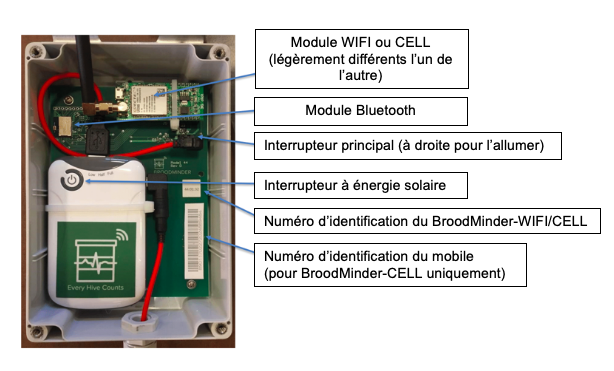 Module WIFI ou CELL
(légèrement différents l’un de
l’autre)
Module Bluetooth
Interrupteur principal (à droite pour l’allumer)
Interrupteur à énergie solaire
Numéro d’identification du BroodMinder-WIFI/CELL
Numéro d’identification du mobile
(pour BroodMinder-CELL uniquement)
BROODMINDER
Every Hive Counts